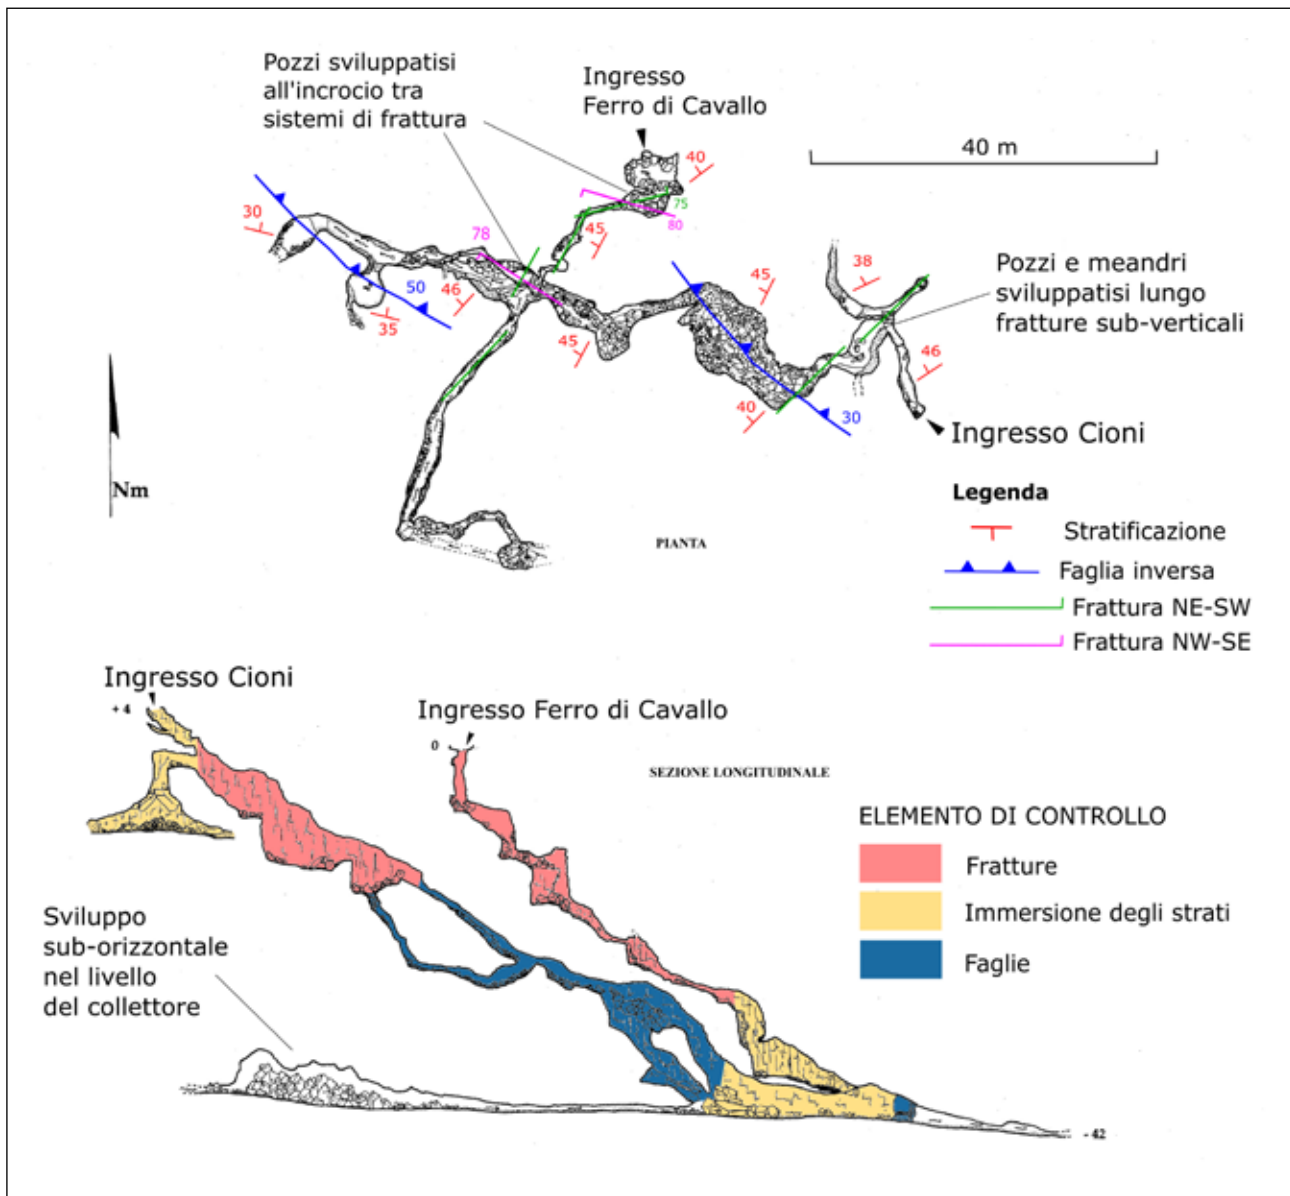 Pozzi sviluppatisi
all'incrocio tra
sistemi di frattura
Ingresso
Ferro di Cavallo
40 m
40
75
80
30
78
45
46
50
35
45
45
38
Pozzi e meandri
sviluppatisi lungo
fratture sub-verticali
46
40
30
Ingresso Cioni
Nm
PIANTA
Legenda
Stratificazione
Faglia inversa
Frattura NE-SW
Frattura NW-SE
Ingresso Cioni
+ 4
Ingresso Ferro di Cavallo
0
SEZIONE LONGITUDINALE
ELEMENTO DI CONTROLLO
Fratture
Immersione degli strati
Faglie
Sviluppo
sub-orizzontale
nel livello
del collettore
- 42